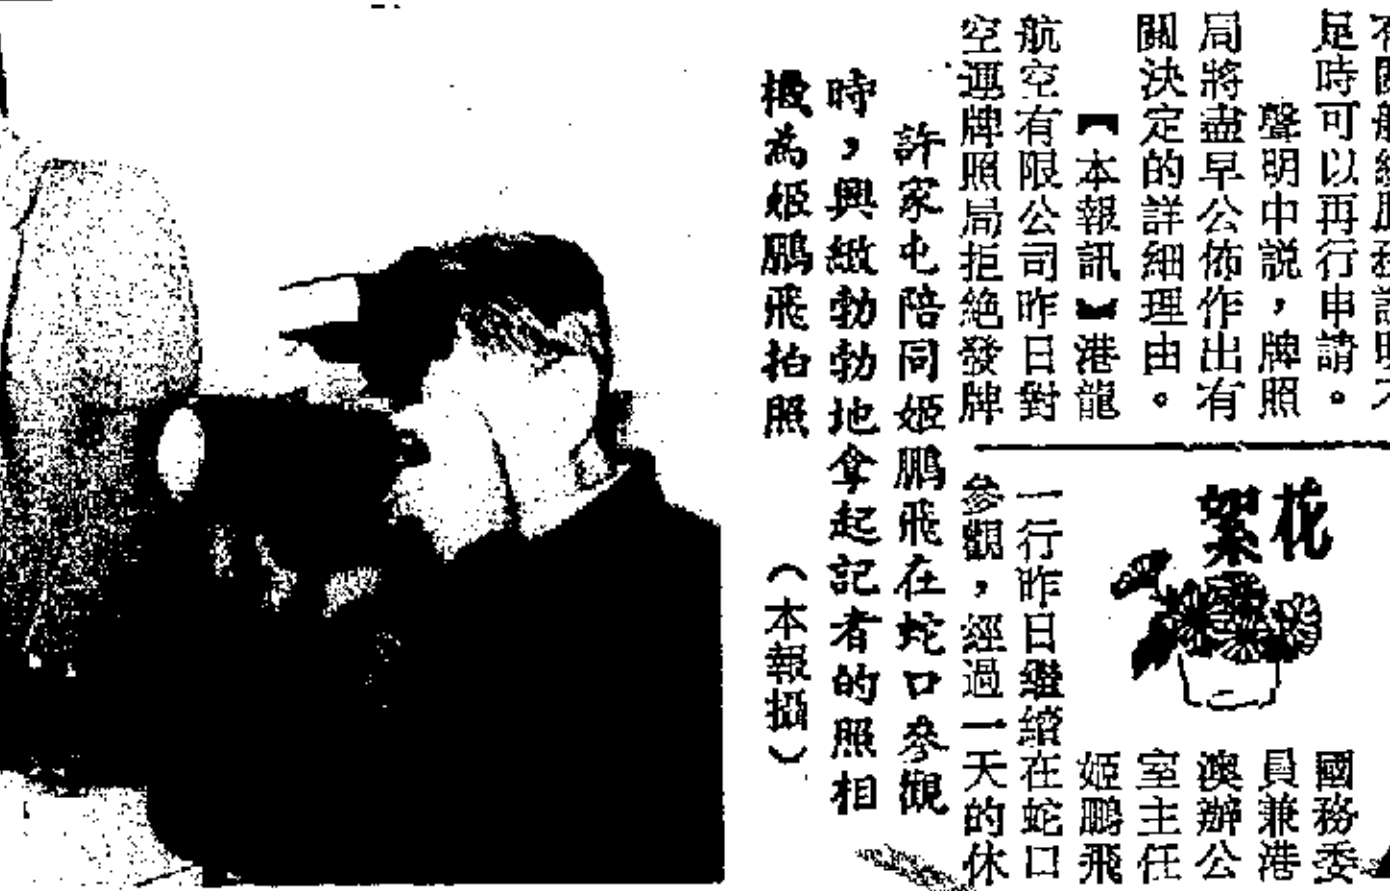 足時可以再行申請。
聲明中説，牌照
局將盡早公佈作出有
關決定的詳細理由。
【本報訊】港龍
航空有限公司昨日對
空運牌照局拒絕發牌
許家屯陪同姬鵬飛在蛇口參觀
時，興緻勃勃地拿起記者的照相
機為姬鵬飛拍照
（本報攝）
花絮
國務委
員兼港
澳辦公
室主任
姬鵬飛
一行昨日繼續在蛇口
參觀，經過一天的休